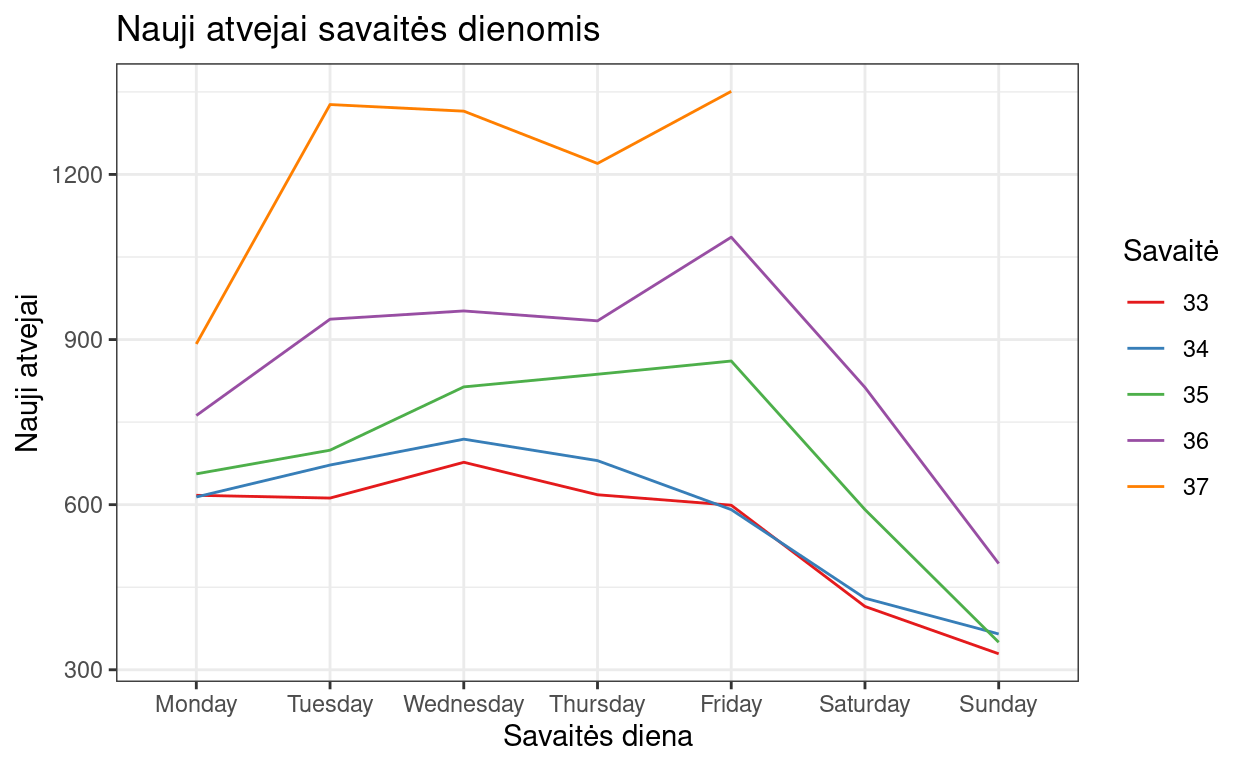 Nauji atvejai savaitės dienomis
Nauji atvejai
1200
900
600
300
Monday Tuesday Wednesday Thursday Friday Saturday Sunday
Savaitės diena
Savaitė
33
34
35
36
37